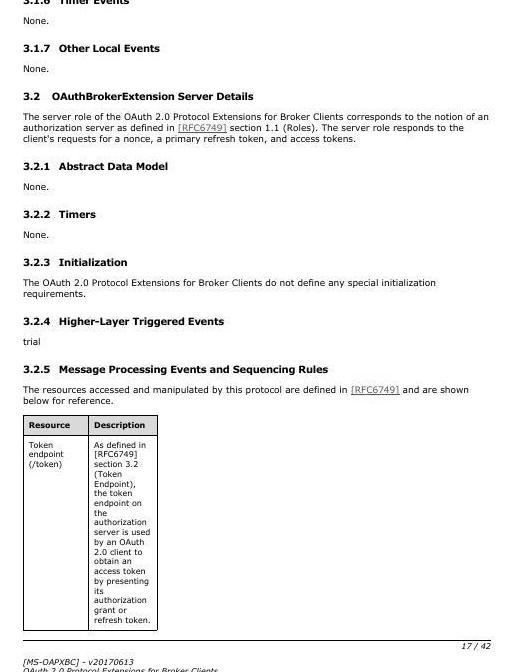 3.1.6 Timer Events
None.
3.1.7 Other Local Events
None.
3.2 OAuthBrokerExtension Server Details
The server role of the OAuth 2.0 Protocol Extensions for Broker Clients corresponds to the notion of an
authorization server as defined in [RFC6749] section 1.1 (Roles). The server role responds to the
client's requests for a nonce, a primary refresh token, and access tokens.
3.2.1 Abstract Data Model
None.
3.2.2 Timers
None.
3.2.3 Initialization
The OAuth 2.0 Protocol Extensions for Broker Clients do not define any special initialization
requirements.
3.2.4 Higher-Layer Triggered Events
trial
3.2.5 Message Processing Events and Sequencing Rules
The resources accessed and manipulated by this protocol are defined in [RFC6749] and are shown
below for reference.
Resource
Description
Token
endpoint
(/token)
As defined in
[RFC6749]
section 3.2
(Token
Endpoint),
the token
endpoint on
the
authorization
server is used
by an OAuth
2.0 client to
obtain an
access token
by presenting
its
authorization
grant or
refresh token.
17 / 42
[MS-OAPXBC] - v20170613
OAuth 2.0 Protocol Extensions for Broker Clients